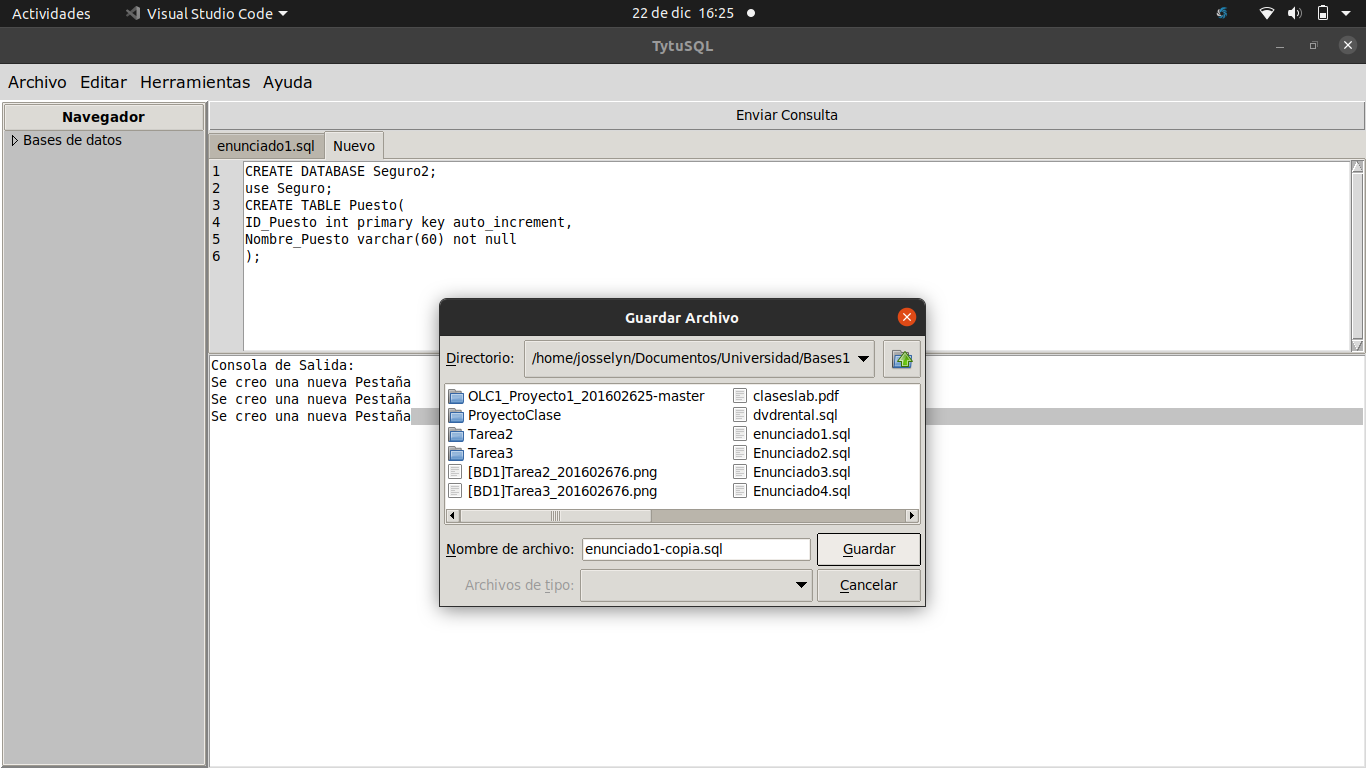 Actividades
Visual Studio Code
22 de dic 16:25
TytuSQL
Archivo Editar Herramientas Ayuda
Navegador
Bases de datos
Enviar Consulta
enunciado1.sql
Nuevo
1 CREATE DATABASE Seguro2;
2 use Seguro;
3 CREATE TABLE Puesto(
4 ID_Puesto int primary key auto_increment,
5 Nombre_Puesto varchar(60) not null
6 );
Consola de Salida:
Se creo una nueva Pestaña
Se creo una nueva Pestaña
Se creo una nueva Pestaña
Guardar Archivo
Directorio: /home/josselyn/Documentos/Universidad/Bases1
OLC1_Proyecto1_201602625-master
ProyectoClase
Tarea2
Tarea3
[BD1]Tarea2_201602676.png
[BD1]Tarea3_201602676.png
claseslab.pdf
dvdrental.sql
enunciado1.sql
Enunciado2.sql
Enunciado3.sql
Enunciado4.sql
Nombre de archivo: enunciado1-copia.sql
Guardar
Archivos de tipo:
Cancelar